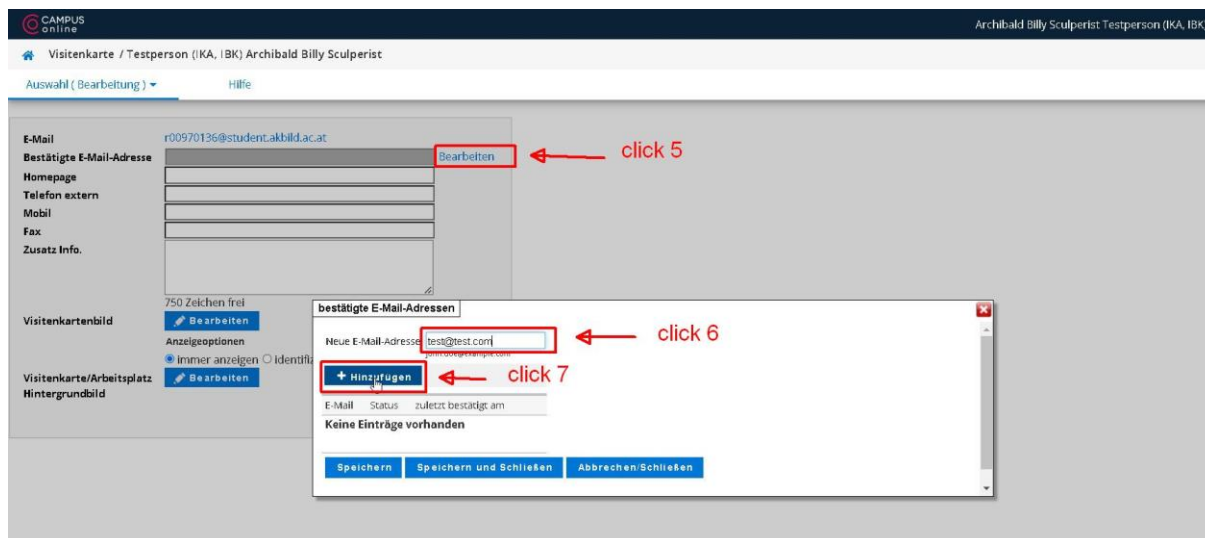 CAMPUS
online
Archibald Billy Sculperist Testperson (IKA, IBK)
Visitenkarte / Testperson (IKA, IBK) Archibald Billy Sculperist
Auswahl ( Bearbeitung )
Hilfe
E-Mail r00970136@student.akbild.ac.at
Bestätigte E-Mail-Adresse Bearbeiten click 5
Homepage
Telefon extern
Mobil
Fax
Zusatz Info.
750 Zeichen frei
Visitenkartenbild Bearbeiten
Anzeigeoptionen
immer anzeigen
Visitenkarte/Arbeitsplatz Bearbeiten
Hintergrundbild
bestätigte E-Mail-Adressen
Neue E-Mail-Adresse test@test.com click 6
john.doe@example.com
+ Hinzufügen click 7
E-Mail Status zuletzt bestätigt am
Keine Einträge vorhanden
Speichern Speichern und Schließen Abbrechen/Schließen